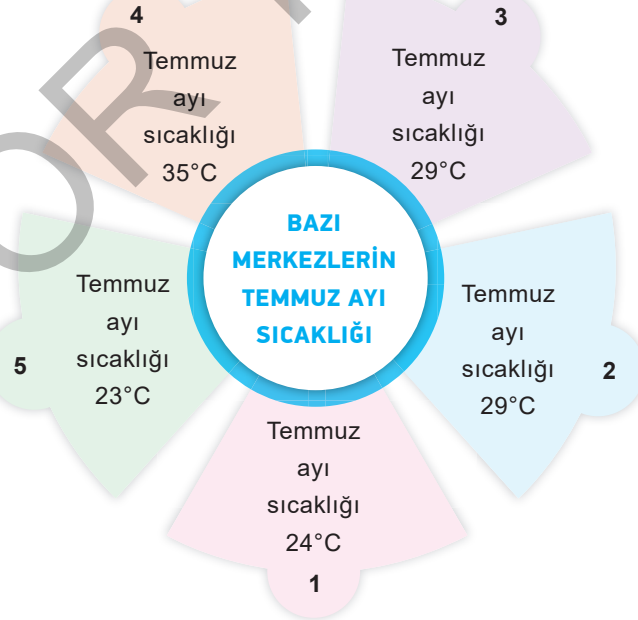 4
Temmuz
ayı
sıcaklığı
35°C
3
Temmuz
ayı
sıcaklığı
29°C
BAZI
MERKEZLERİN
TEMMUZ AYI
SICAKLIĞI
5
Temmuz
ayı
sıcaklığı
23°C
Temmuz
ayı
sıcaklığı
29°C
2
Temmuz
ayı
sıcaklığı
24°C
1
OR